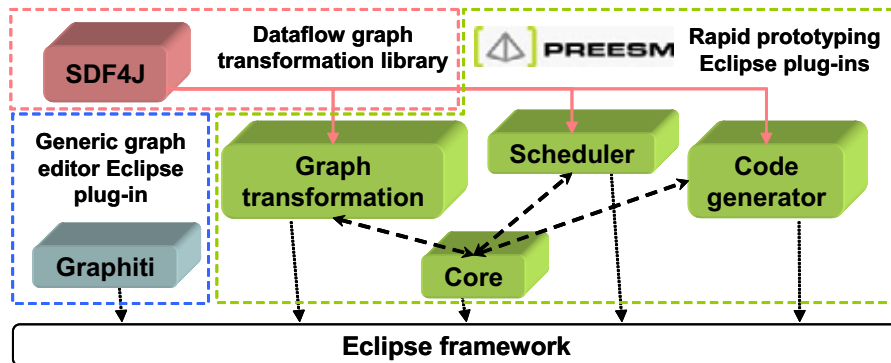 Dataflow graph
transformation library
SDF4J
PREESM
Rapid prototyping
Eclipse plug-ins
Generic graph
editor Eclipse
plug-in
Graph
transformation
Scheduler
Code
generator
Graphiti
Core
Eclipse framework